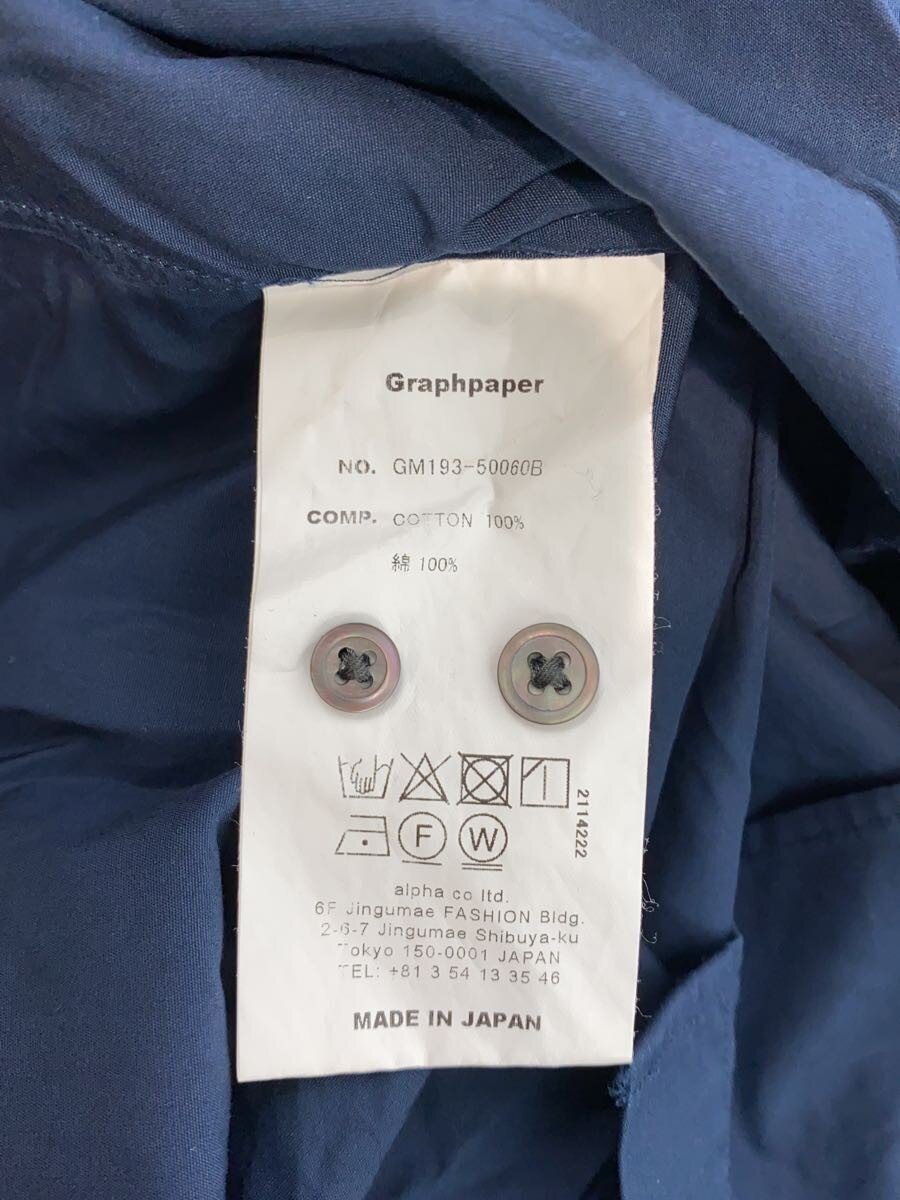 Graphpaper
NO. GM193-50060B
COMP. COTTON 100%
綿 100%
F W
2114222
alpha co ltd.
6F Jingumae FASHION Bldg.
2-6-7 Jingumae Shibuya-ku
Tokyo 150-0001 JAPAN
TEL: +81 3 54 13 35 46
MADE IN JAPAN